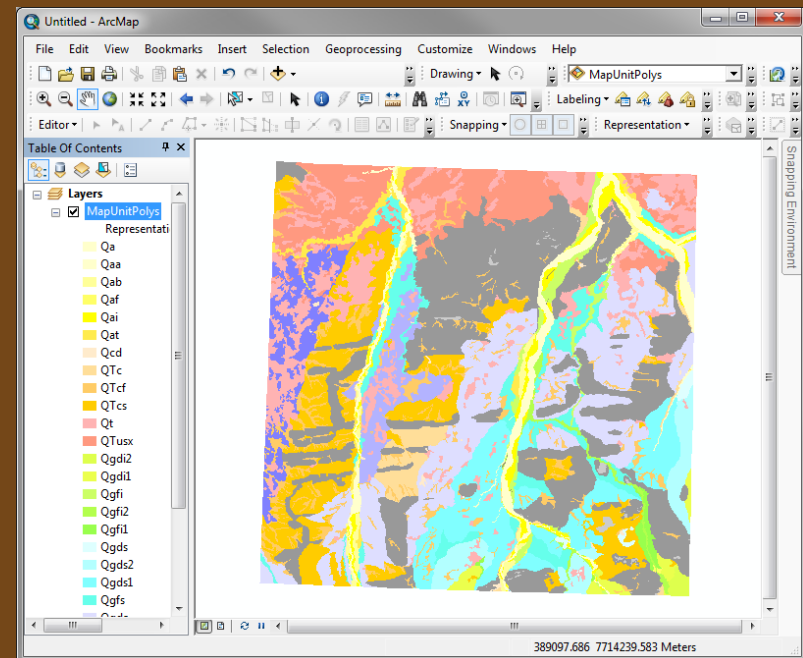 Untitled - ArcMap
File Edit View Bookmarks Insert Selection Geoprocessing Customize Windows Help
Drawing MapUnitPolys
Labeling
Editor Snapping Representation
Table Of Contents
Layers
MapUnitPolys
Representati
Qa
Qaa
Qab
Qaf
Qai
Qat
Qcd
QTc
QTcf
QTcs
Qt
QTusx
Qgdi2
Qgdi1
Qgfi
Qgfi2
Qgfi1
Qgds
Qgds2
Qgds1
Qgfs
Snapping Environment
389097.686 7714239.583 Meters